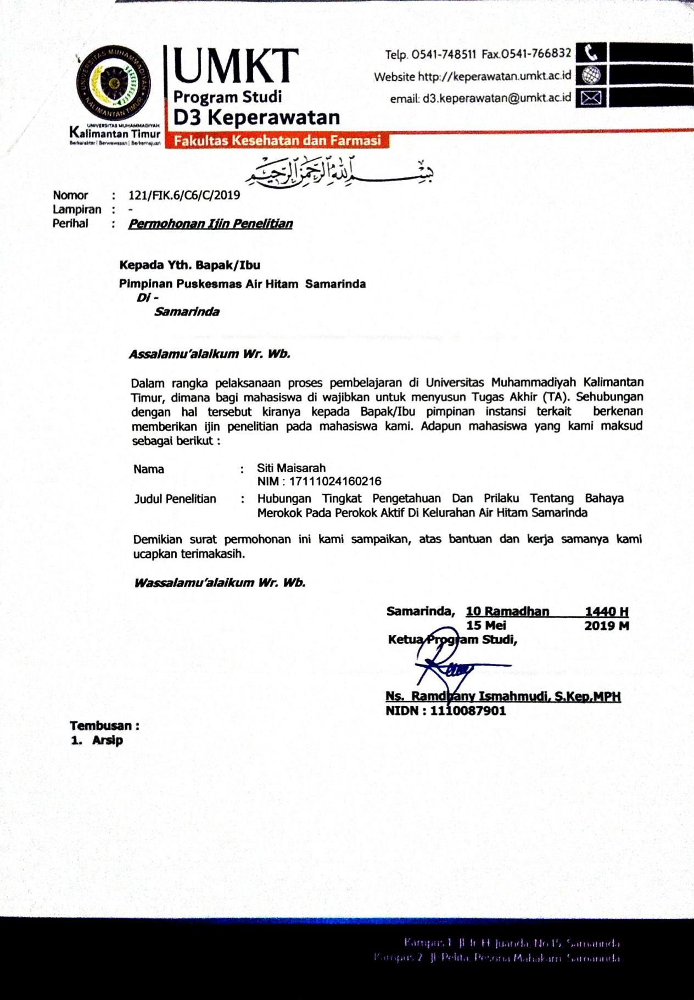 UNIVERSITAS MUHAMMADIYAH KALIMANTAN TIMUR
UNIVERSITAS MUHAMMADIYAH
Kalimantan Timur
Berkarakter | Berwawasan | Berkemajuan
UMKT
Program Studi
D3 Keperawatan
Fakultas Kesehatan dan Farmasi
Telp. 0541-748511 Fax.0541-766832
Website http://keperawatan.umkt.ac.id
email: d3.keperawatan@umkt.ac.id
بِسْمِ اللهِ الرَّحْمٰنِ الرَّحِيْمِ
Nomor : 121/FIK.6/C6/C/2019
Lampiran : -
Perihal : Permohonan Ijin Penelitian
Kepada Yth. Bapak/Ibu
Pimpinan Puskesmas Air Hitam Samarinda
Di -
Samarinda
Assalamu'alaikum Wr. Wb.
Dalam rangka pelaksanaan proses pembelajaran di Universitas Muhammadiyah Kalimantan
Timur, dimana bagi mahasiswa di wajibkan untuk menyusun Tugas Akhir (TA). Sehubungan
dengan hal tersebut kiranya kepada Bapak/Ibu pimpinan instansi terkait berkenan
memberikan ijin penelitian pada mahasiswa kami. Adapun mahasiswa yang kami maksud
sebagai berikut :
Nama : Siti Maisarah
NIM : 17111024160216
Judul Penelitian : Hubungan Tingkat Pengetahuan Dan Prilaku Tentang Bahaya
Merokok Pada Perokok Aktif Di Kelurahan Air Hitam Samarinda
Demikian surat permohonan ini kami sampaikan, atas bantuan dan kerja samanya kami
ucapkan terimakasih.
Wassalamu'alaikum Wr. Wb.
Samarinda, 10 Ramadhan 1440 H
15 Mei 2019 M
Ketua Program Studi,
Ns. Ramdhany Ismahmudi, S.Kep,MPH
NIDN : 1110087901
Tembusan :
1. Arsip
Kampus 1 Jl. Ir. H. Juanda, No.15, Samarinda
Kampus 2 Jl. Pelita, Pesona Mahakam Samarinda